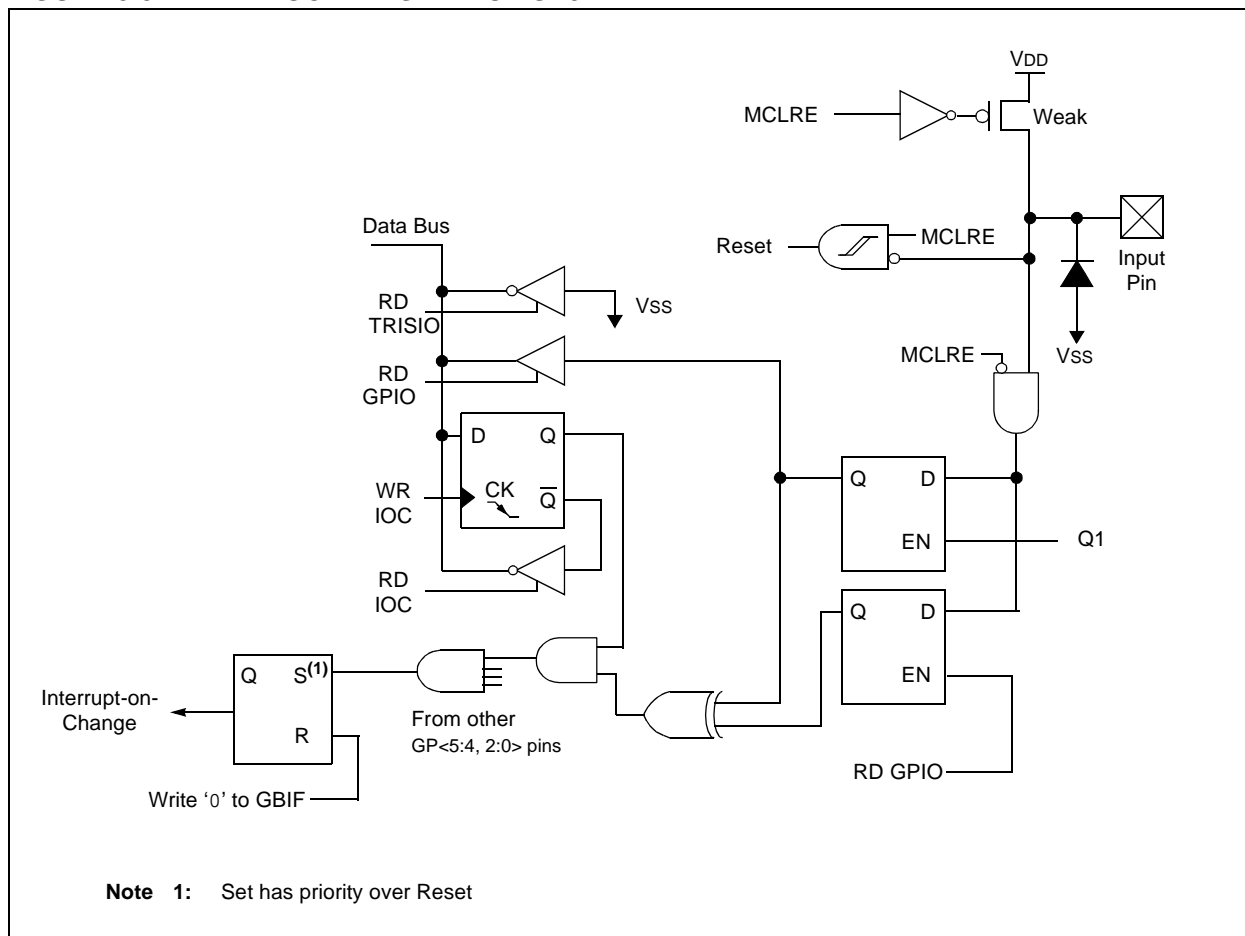 VDD
MCLRE
Weak
Data Bus
Reset
MCLRE
Input
Pin
RD
TRISIO
VSS
MCLRE
VSS
RD
GPIO
D
Q
Q
D
WR
IOC
CK
Q
EN
Q1
RD
IOC
Q
D
Q
S(1)
EN
Interrupt-on-
Change
From other
GP<5:4, 2:0> pins
R
RD GPIO
Write ‘0’ to GBIF
Note 1: Set has priority over Reset